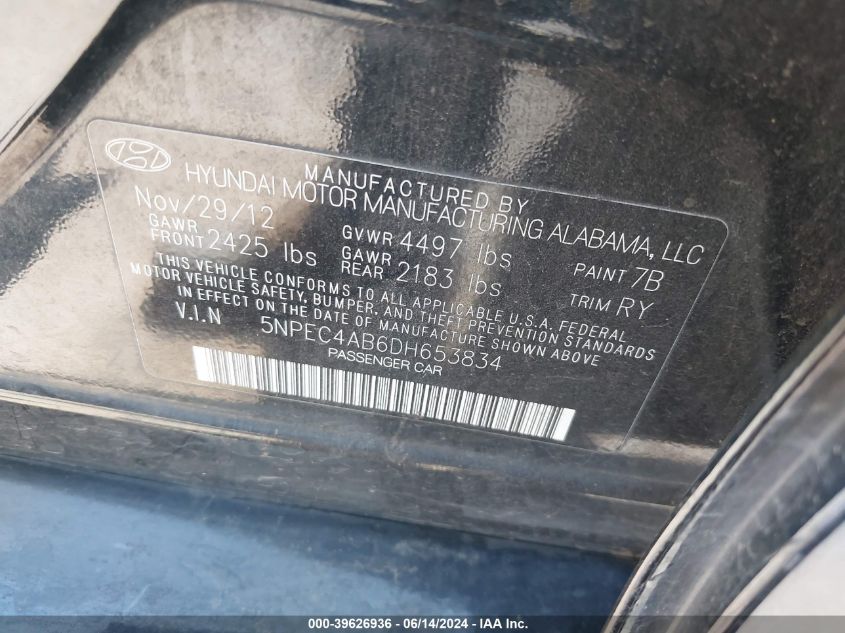 MANUFACTURED BY
HYUNDAI MOTOR MANUFACTURING ALABAMA, LLC
Nov/29/12 GVWR 4497 lbs PAINT 7B
GAWR FRONT 2425 lbs GAWR REAR 2183 lbs TRIM RY
THIS VEHICLE CONFORMS TO ALL APPLICABLE U.S.A. FEDERAL
MOTOR VEHICLE SAFETY, BUMPER, AND THEFT PREVENTION STANDARDS
IN EFFECT ON THE DATE OF MANUFACTURE SHOWN ABOVE
V.I.N 5NPEC4AB6DH653834
PASSENGER CAR
000-39626936 - 06/14/2024 - IAA Inc.